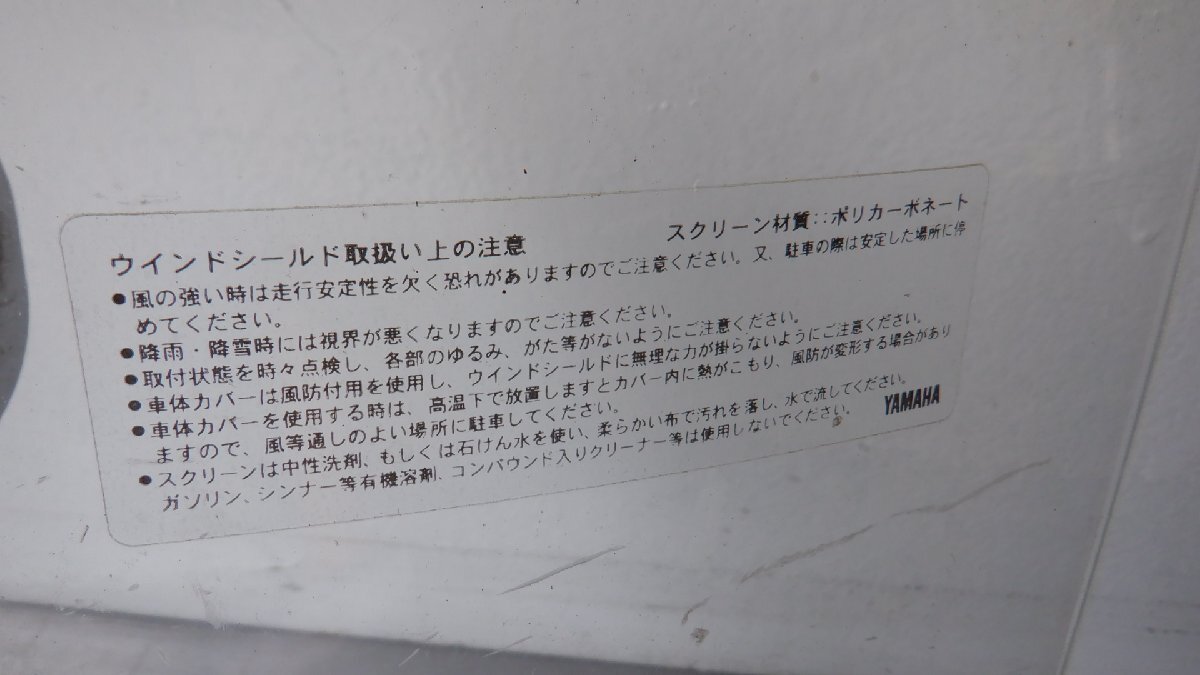 ウインドシールド取扱い上の注意
スクリーン材質::ポリカーボネート
●風の強い時は走行安定性を欠く恐れがありますのでご注意ください。又、駐車の際は安定した場所に停
めてください。
●降雨・降雪時には視界が悪くなりますのでご注意ください。
●取付状態を時々点検し、各部のゆるみ、がた等がないようにご注意ください。
●車体カバーは風防付用を使用し、ウインドシールドに無理な力が掛らないようにご注意ください。
●車体カバーを使用する時は、高温下で放置しますとカバー内に熱がこもり、風防が変形する場合があり
ますので、風等通しのよい場所に駐車してください。
●スクリーンは中性洗剤、もしくは石けん水を使い、柔らかい布で汚れを落し、水で流してください。
ガソリン、シンナー等有機溶剤、コンパウンド入りクリーナー等は使用しないでください。
YAMAHA